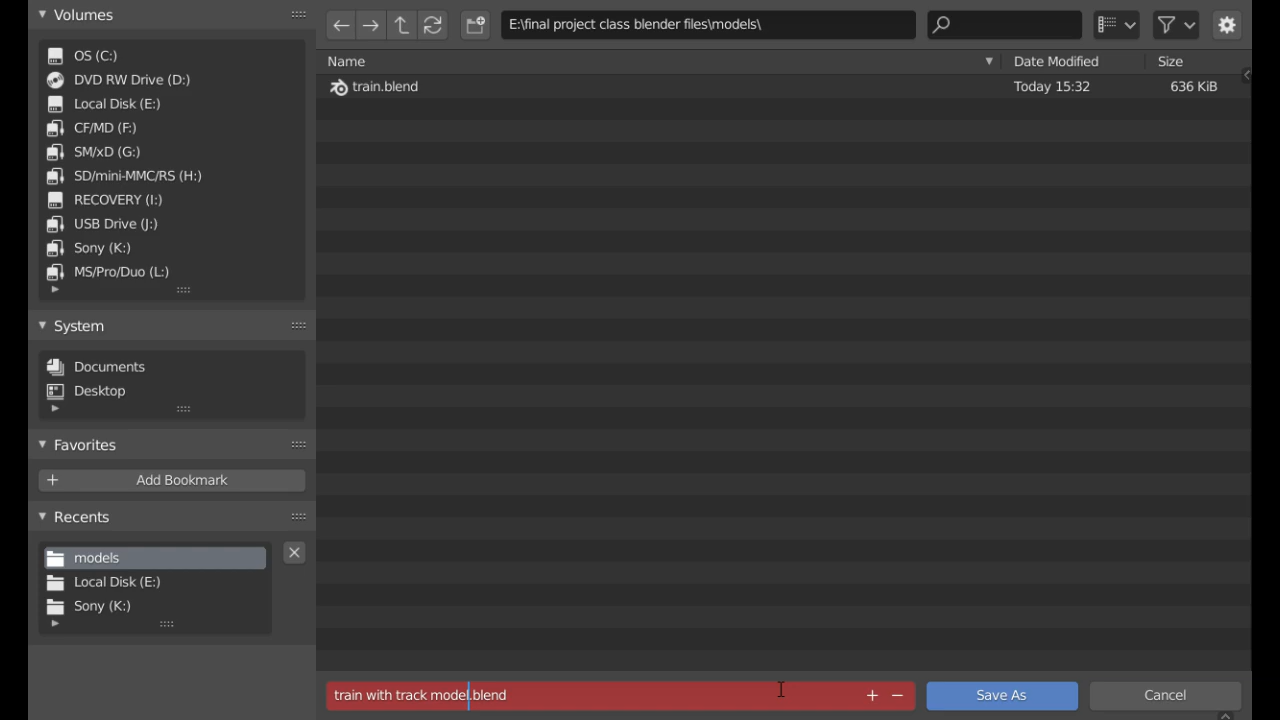 Volumes
OS (C:)
DVD RW Drive (D:)
Local Disk (E:)
CF/MD (F:)
SM/xD (G:)
SD/mini-MMC/RS (H:)
RECOVERY (I:)
USB Drive (J:)
Sony (K:)
MS/Pro/Duo (L:)
System
Documents
Desktop
Favorites
Add Bookmark
Recents
models
Local Disk (E:)
Sony (K:)
E:\final project class blender files\models\
Name Date Modified Size
train.blend Today 15:32 636 KiB
train with track model.blend
Save As
Cancel